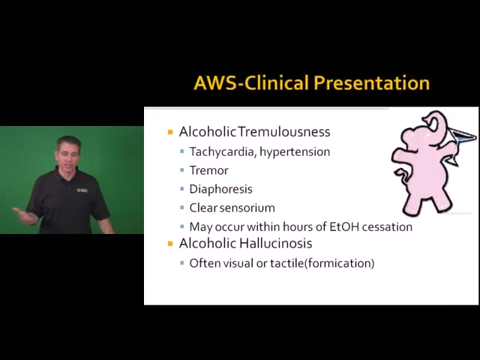 AWS-Clinical Presentation
Alcoholic Tremulousness
Tachycardia, hypertension
Tremor
Diaphoresis
Clear sensorium
May occur within hours of EtOH cessation
Alcoholic Hallucinosis
Often visual or tactile(formication)